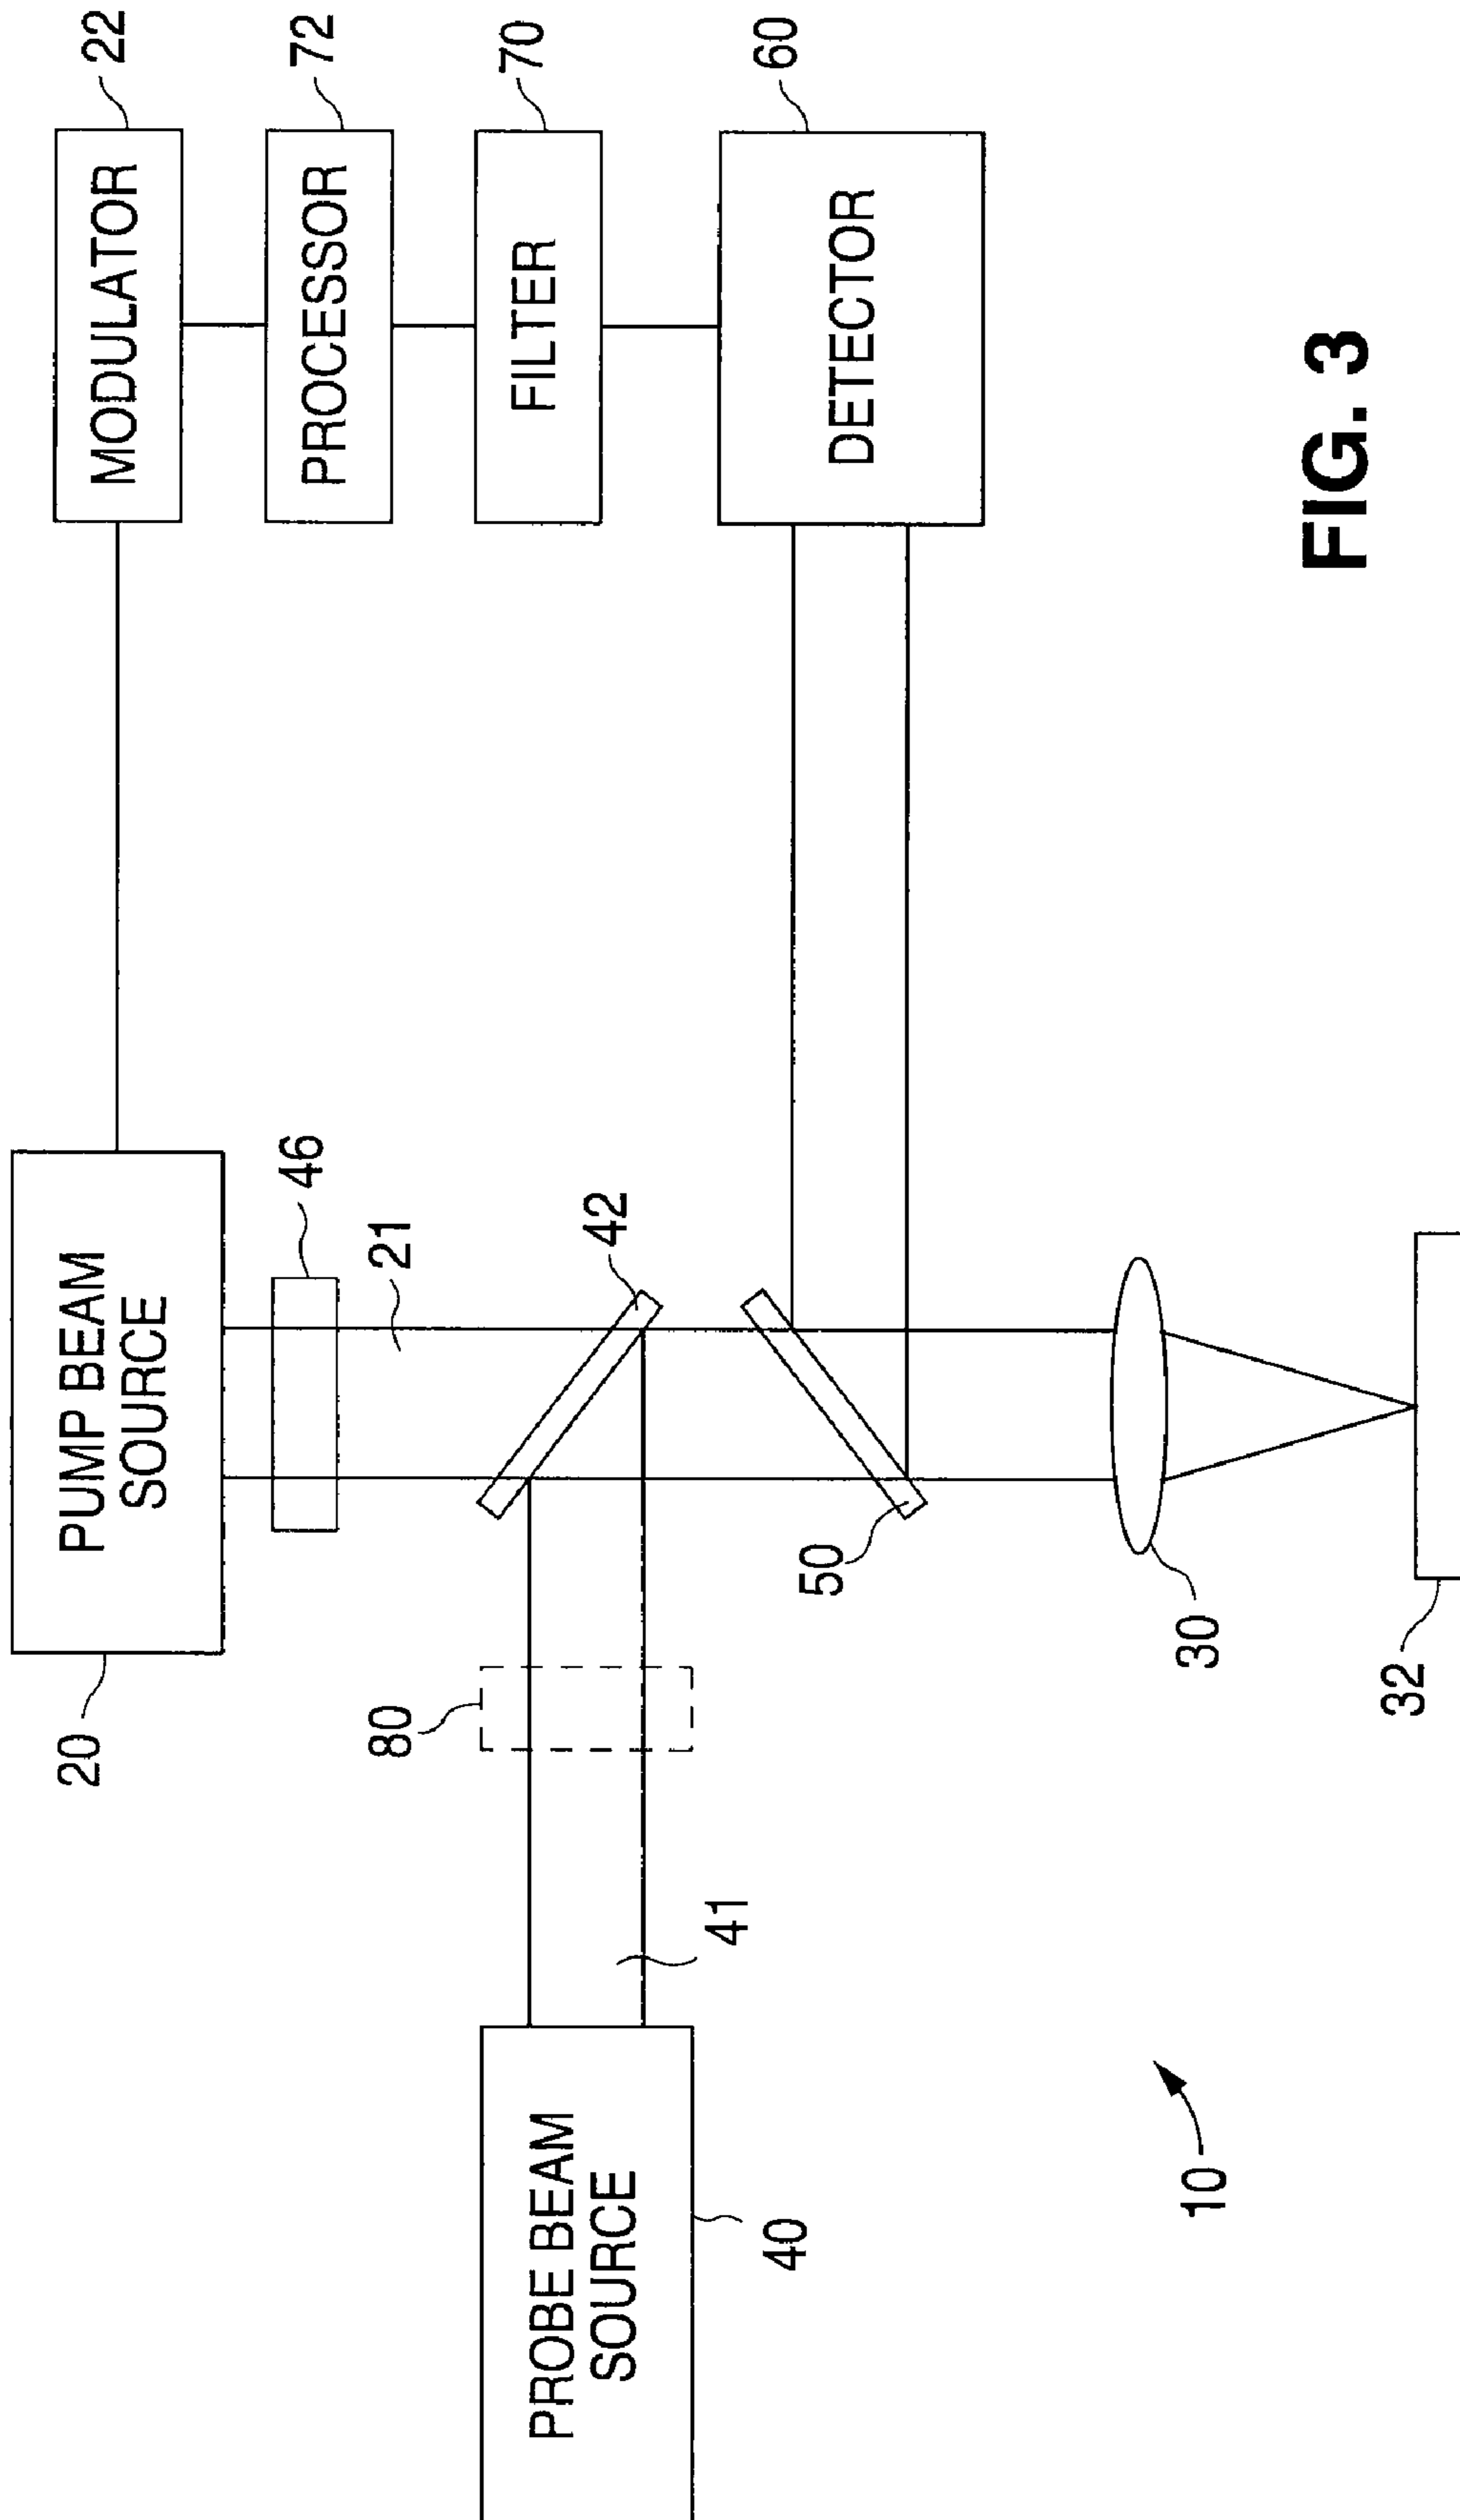 PUMP BEAM
SOURCE
20
46
21
MODULATOR
22
PROCESSOR
72
FILTER
70
DETECTOR
60
42
80
PROBE BEAM
SOURCE
40
41
50
30
32
10
FIG. 3